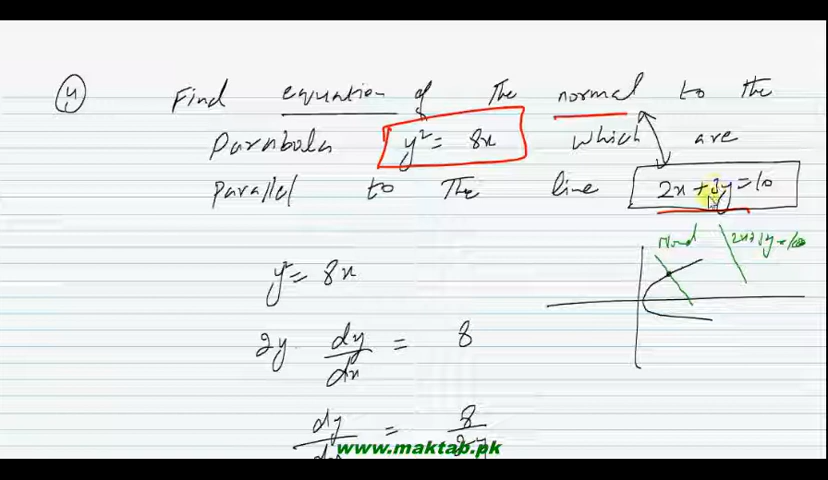 4 Find equation of the normal to the
Parabola y² = 8x which are
parallel to the line 2x + 3y = 10
y² = 8x
2y dy/dx = 8
dy/dx = 8/2y
www.maktab.pk